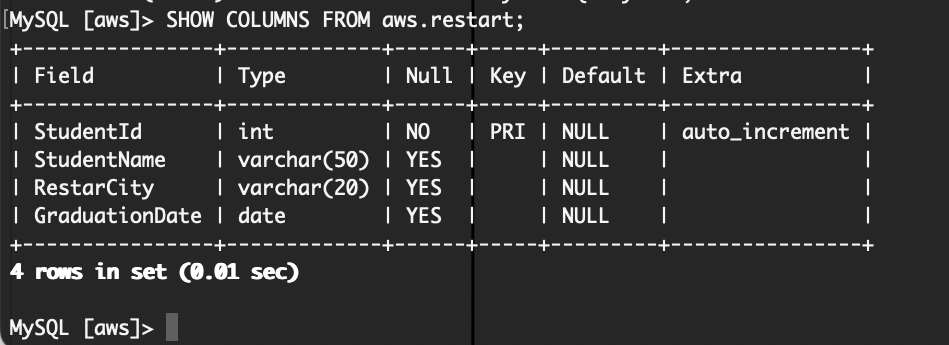 MySQL [aws]> SHOW COLUMNS FROM aws.restart;
+----------------+-------------+------+-----+---------+----------------+
| Field          | Type        | Null | Key | Default | Extra          |
+----------------+-------------+------+-----+---------+----------------+
| StudentId      | int         | NO   | PRI | NULL    | auto_increment |
| StudentName    | varchar(50) | YES  |     | NULL    |                |
| RestarCity     | varchar(20) | YES  |     | NULL    |                |
| GraduationDate | date        | YES  |     | NULL    |                |
+----------------+-------------+------+-----+---------+----------------+
4 rows in set (0.01 sec)
MySQL [aws]>